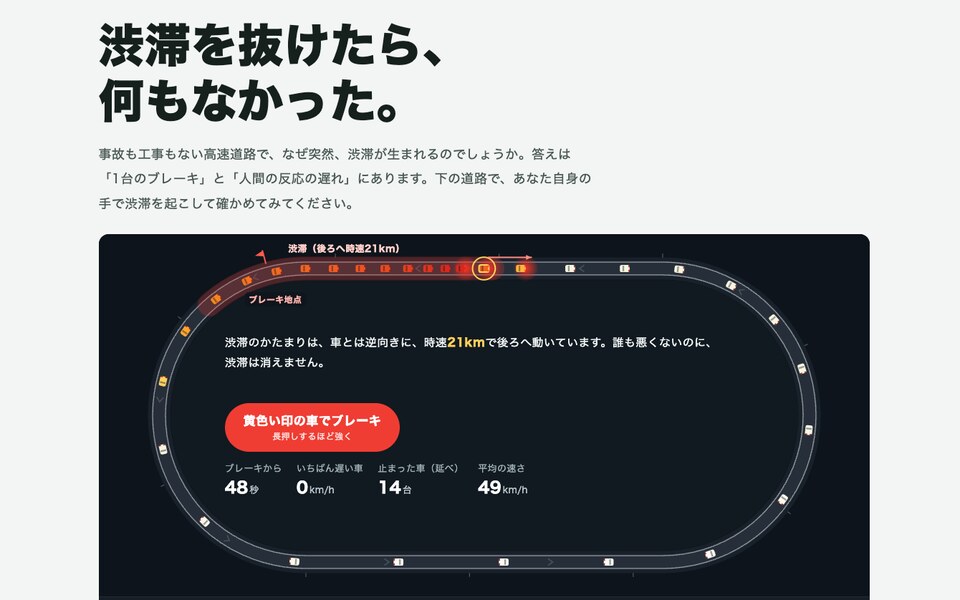 渋滞を抜けたら、
何もなかった。
事故も工事もない高速道路で、なぜ突然、渋滞が生まれるのでしょうか。答えは
「1台のブレーキ」と「人間の反応の遅れ」にあります。下の道路で、あなた自身の
手で渋滞を起こして確かめてみてください。
渋滞（後ろへ時速21km）
ブレーキ地点
渋滞のかたまりは、車とは逆向きに、時速21kmで後ろへ動いています。誰も悪くないのに、
渋滞は消えません。
黄色い印の車でブレーキ
長押しするほど強く
ブレーキから いちばん遅い車 止まった車（延べ） 平均の速さ
48秒 0km/h 14台 49km/h